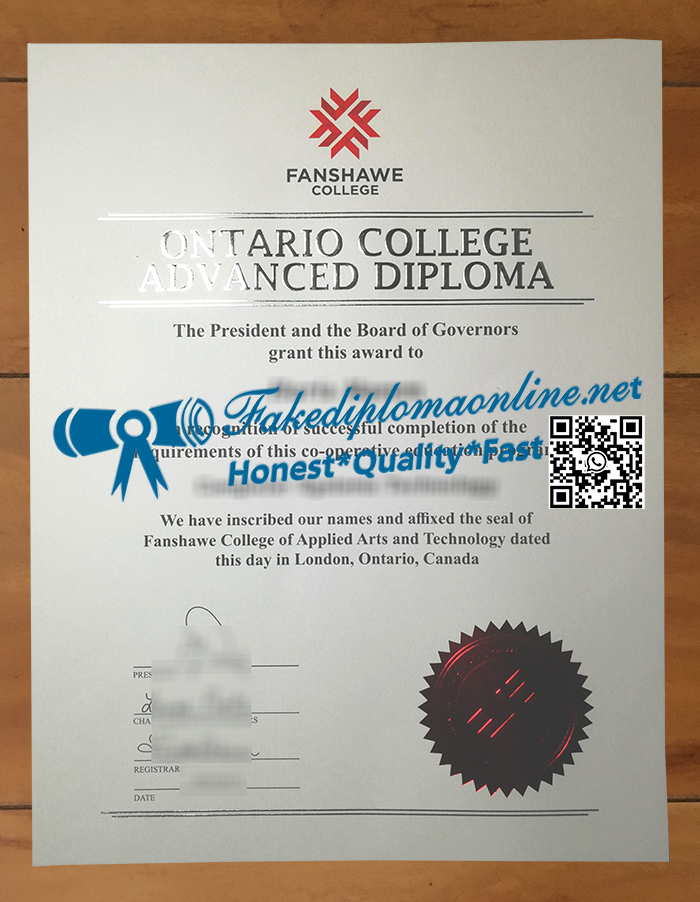 FANSHAWE
COLLEGE
ONTARIO COLLEGE
ADVANCED DIPLOMA
The President and the Board of Governors
grant this award to
© Fakediplomaonline.net
recognition of successful completion of the
requirements of this co-operative education
Honest*Quality*Fast
We have inscribed our names and affixed the seal of
Fanshawe College of Applied Arts and Technology dated
this day in London, Ontario, Canada
REGISTRAR
DATE